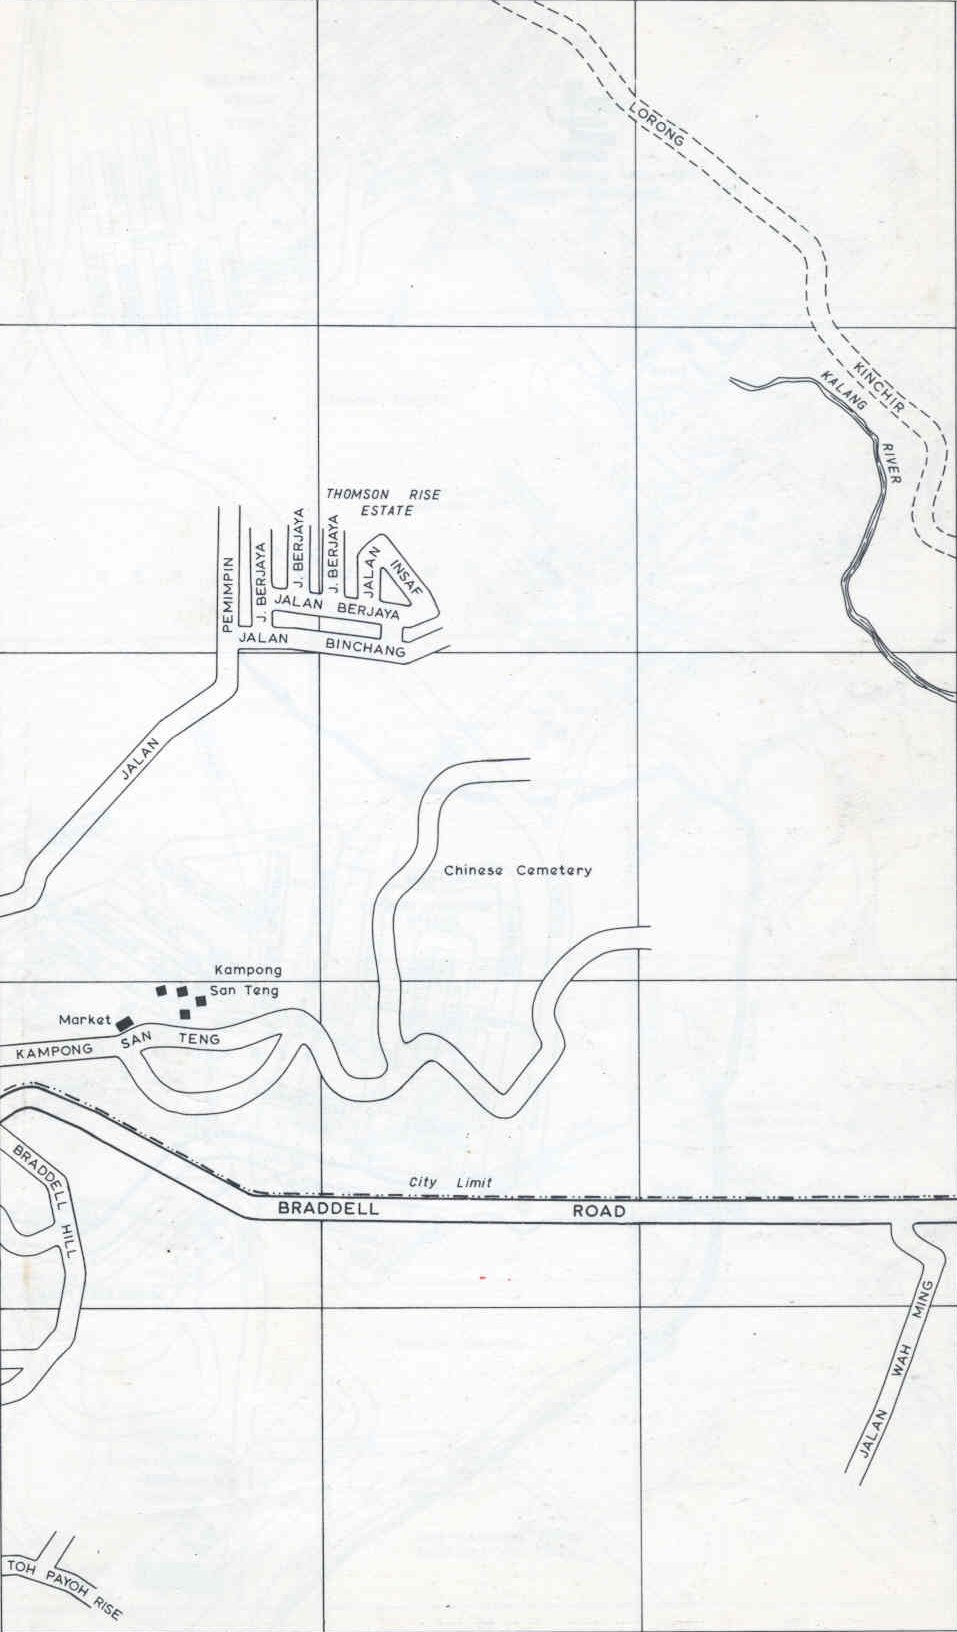 LORONG
KINCHIR
KALANG
RIVER
THOMSON RISE
ESTATE
PEMIMPIN
J. BERJAYA
J. BERJAYA
J. BERJAYA
JALAN
INSAF
JALAN BERJAYA
JALAN BINCHANG
JALAN
Chinese Cemetery
Kampong
San Teng
Market
KAMPONG SAN TENG
BRADDELL HILL
City Limit
BRADDELL ROAD
JALAN WAH MING
TOH PAYOH RISE